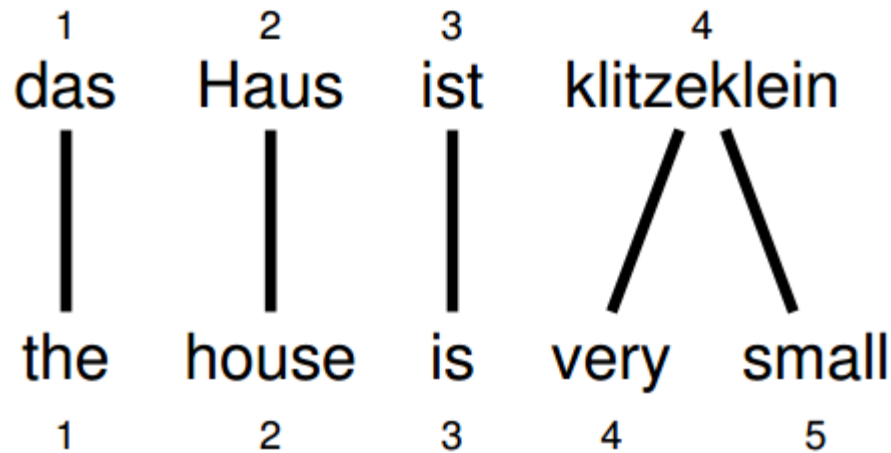 1 2 3 4
das Haus ist klitzeklein
the house is very small
1 2 3 4 5